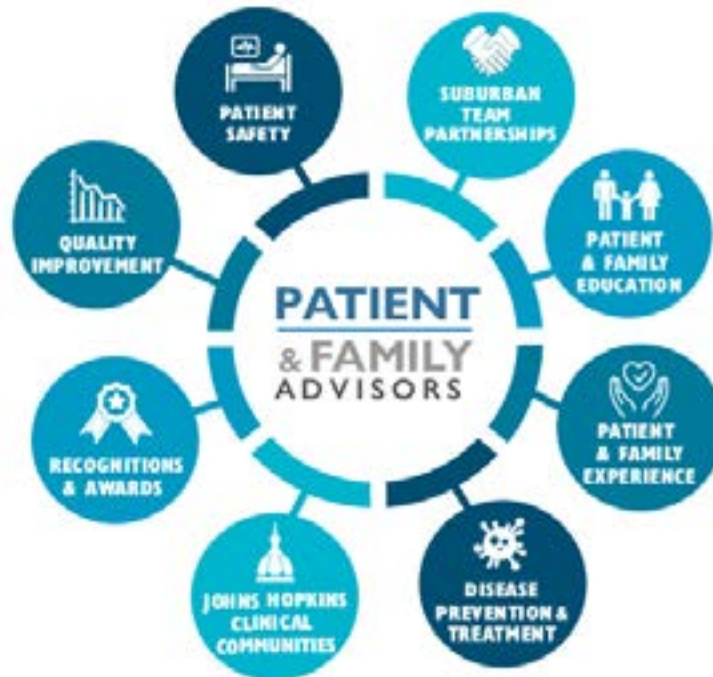 PATIENT
SAFETY
SUBURBAN
TEAM
PARTNERSHIPS
QUALITY
IMPROVEMENT
PATIENT
& FAMILY
EDUCATION
PATIENT
& FAMILY
ADVISORS
RECOGNITIONS
& AWARDS
PATIENT
& FAMILY
EXPERIENCE
JOHNS HOPKINS
CLINICAL
COMMUNITIES
DISEASE
PREVENTION &
TREATMENT